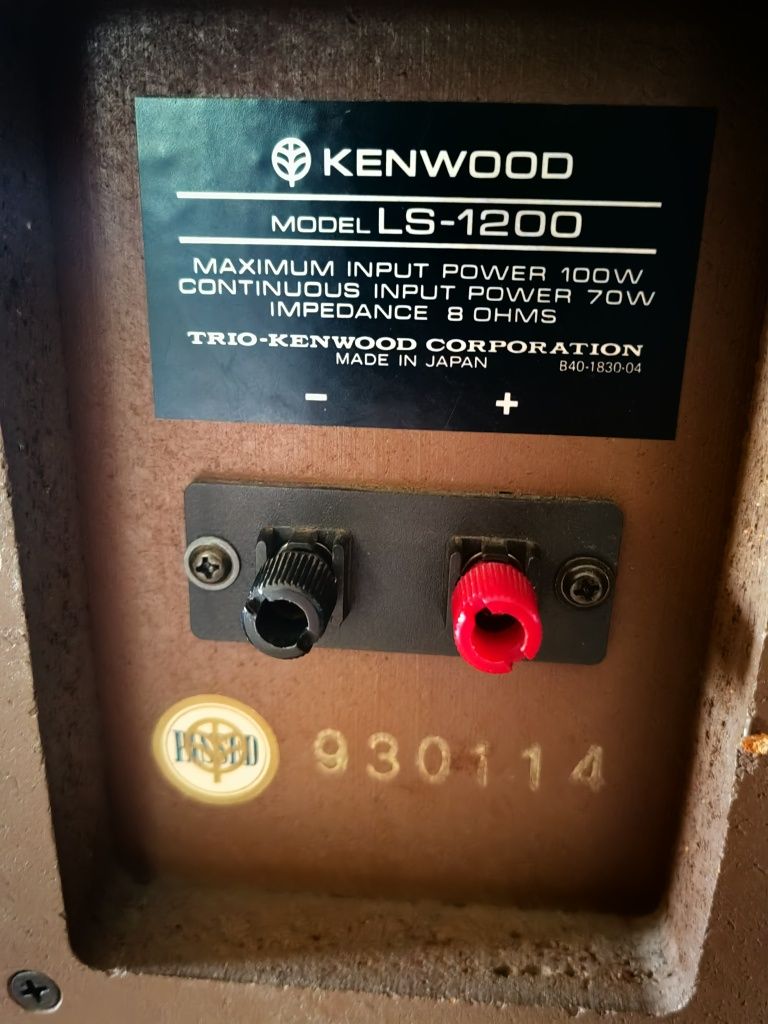 KENWOOD
MODEL LS-1200
MAXIMUM INPUT POWER 100W
CONTINUOUS INPUT POWER 70W
IMPEDANCE 8 OHMS
TRIO-KENWOOD CORPORATION
MADE IN JAPAN B40-1830-04
- +
PASSED 930114